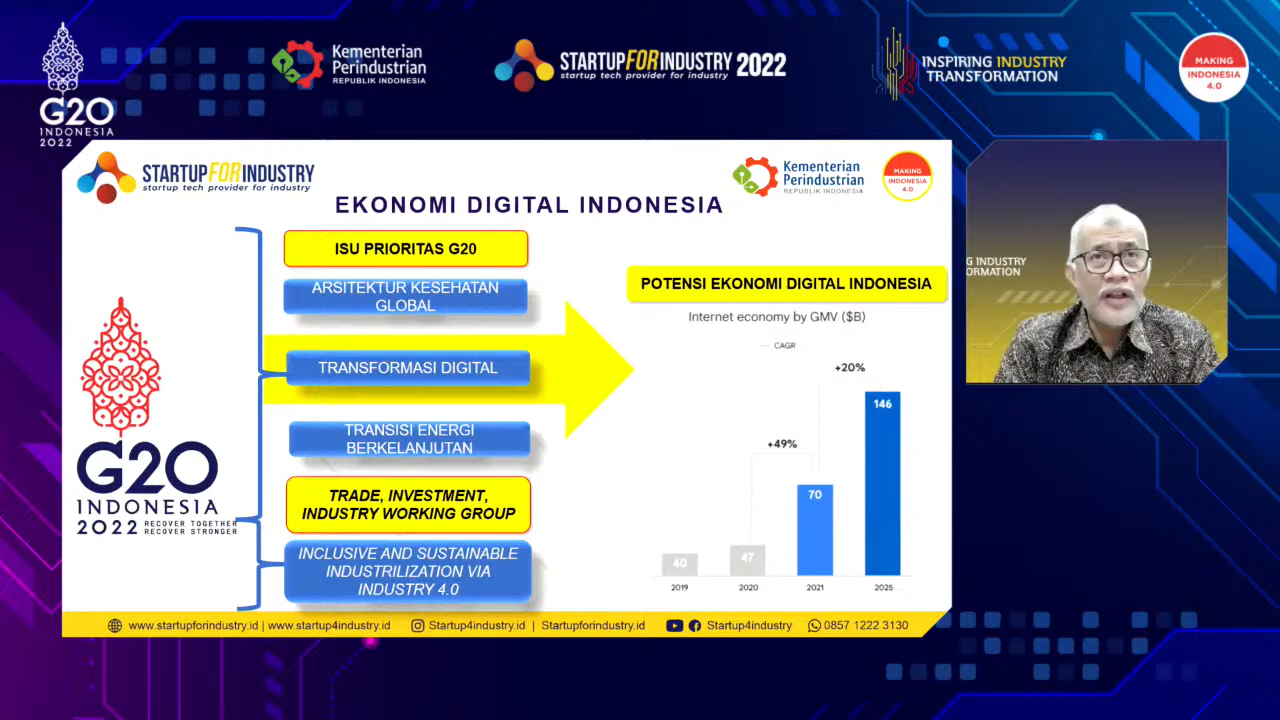 G20
INDONESIA
2022
Kementerian
Perindustrian
REPUBLIK INDONESIA
STARTUPFORINDUSTRY 2022
startup tech provider for industry
INSPIRING INDUSTRY
TRANSFORMATION
MAKING
INDONESIA
4.0
STARTUPFORINDUSTRY
startup tech provider for industry
Kementerian
Perindustrian
REPUBLIK INDONESIA
MAKING
INDONESIA
4.0
EKONOMI DIGITAL INDONESIA
ISU PRIORITAS G20
ARSITEKTUR KESEHATAN
GLOBAL
TRANSFORMASI DIGITAL
TRANSISI ENERGI
BERKELANJUTAN
TRADE, INVESTMENT,
INDUSTRY WORKING GROUP
INCLUSIVE AND SUSTAINABLE
INDUSTRILIZATION VIA
INDUSTRY 4.0
G20
INDONESIA
2022 RECOVER TOGETHER
RECOVER STRONGER
POTENSI EKONOMI DIGITAL INDONESIA
Internet economy by GMV ($B)
CAGR
+20%
146
+49%
70
47
40
2019 2020 2021 2025
G INDUSTRY
ORMATION
www.startupforindustry.id | www.startup4industry.id Startup4industry.id | Startupforindustry.id Startup4industry 0857 1222 3130